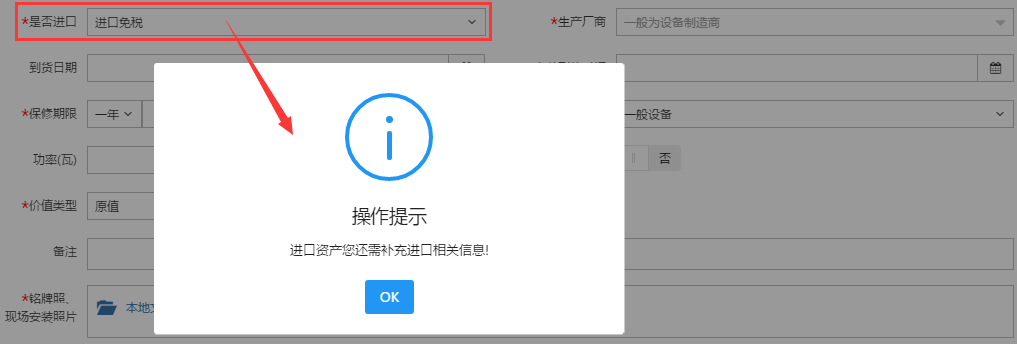 *是否进口 进口免税 *生产厂商 一般为设备制造商
到货日期
*保修期限 一年 一般设备
功率(瓦) 否
*价值类型 原值
备注
*铭牌照、
现场安装照片 本地
操作提示
进口资产您还需补充进口相关信息!
OK